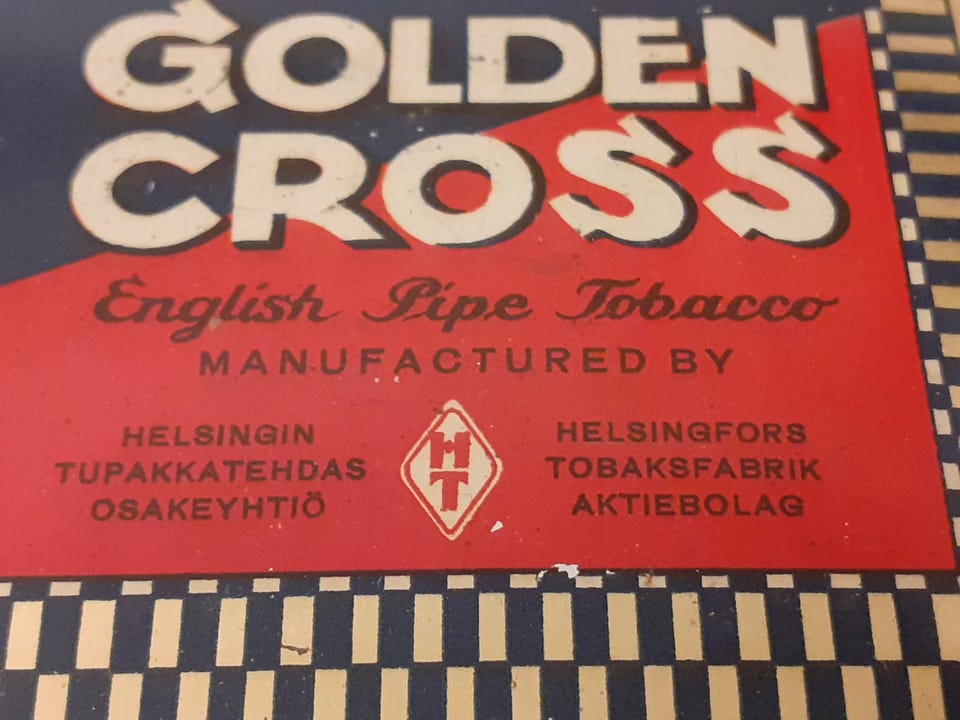 GOLDEN
CROSS
English Pipe Tobacco
MANUFACTURED BY
HELSINGIN
TUPAKKATEHDAS
OSAKEYHTIÖ
HT
HELSINGFORS
TOBAKSFABRIK
AKTIEBOLAG